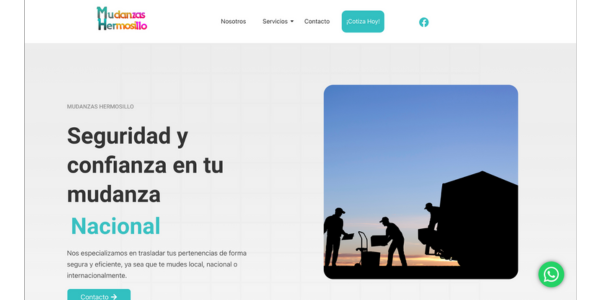 Mudanzas
Hermosillo
Nosotros
Servicios
Contacto
¡Cotiza Hoy!
MUDANZAS HERMOSILLO
Seguridad y
confianza en tu
mudanza
Nacional
Nos especializamos en trasladar tus pertenencias de forma
segura y eficiente, ya sea que te mudes local, nacional o
internacionalmente.
Contacto